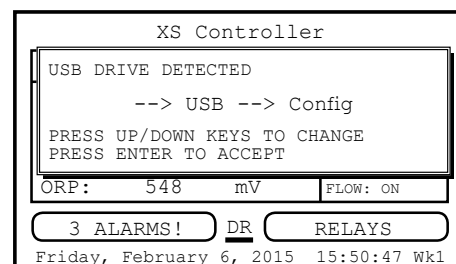 XS Controller
USB DRIVE DETECTED
--> USB --> Config
PRESS UP/DOWN KEYS TO CHANGE
PRESS ENTER TO ACCEPT
ORP: 548 mV FLOW: ON
3 ALARMS! DR RELAYS
Friday, February 6, 2015 15:50:47 Wk1